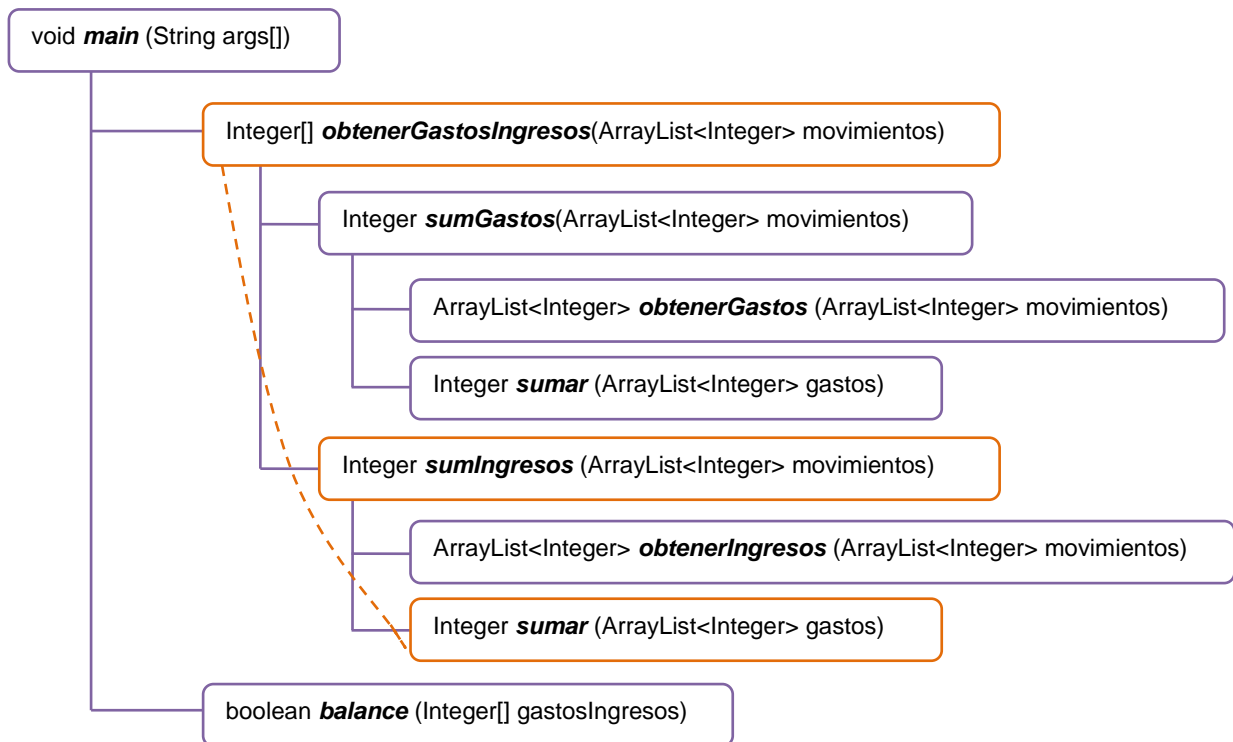 void main (String args[])
Integer[] obtenerGastosIngresos(ArrayList<Integer> movimientos)
Integer sumGastos(ArrayList<Integer> movimientos)
ArrayList<Integer> obtenerGastos (ArrayList<Integer> movimientos)
Integer sumar (ArrayList<Integer> gastos)
Integer sumIngresos (ArrayList<Integer> movimientos)
ArrayList<Integer> obtenerIngresos (ArrayList<Integer> movimientos)
Integer sumar (ArrayList<Integer> gastos)
boolean balance (Integer[] gastosIngresos)